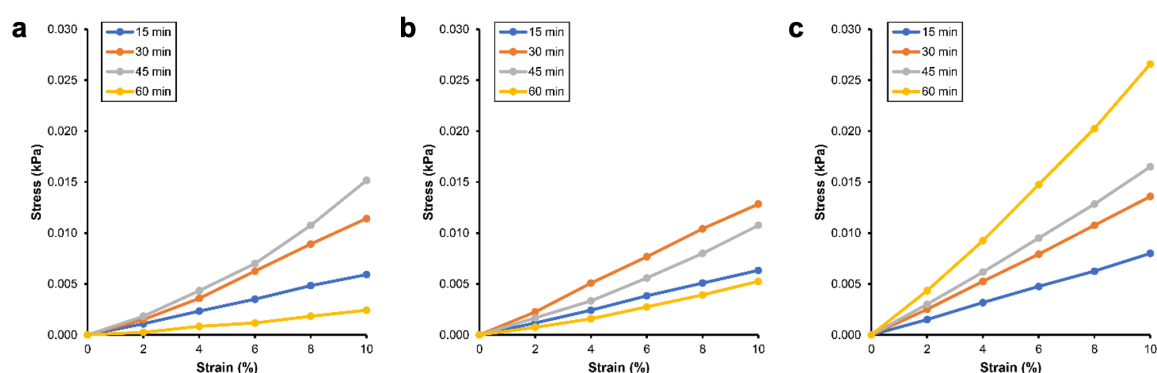 a
0.030
0.025
0.020
0.015
0.010
0.005
0.000
Stress (kPa)
15 min
30 min
45 min
60 min
0 2 4 6 8 10
Strain (%)
b
0.030
0.025
0.020
0.015
0.010
0.005
0.000
Stress (kPa)
15 min
30 min
45 min
60 min
0 2 4 6 8 10
Strain (%)
c
0.030
0.025
0.020
0.015
0.010
0.005
0.000
Stress (kPa)
15 min
30 min
45 min
60 min
0 2 4 6 8 10
Strain (%)